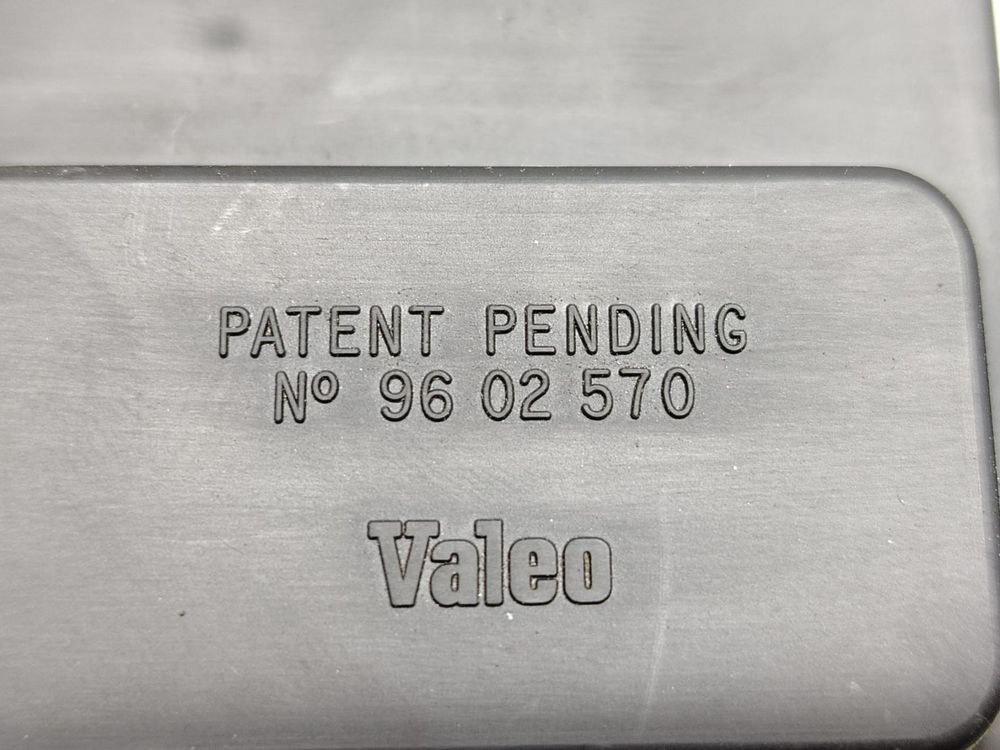 PATENT PENDING
Nº 96 02 570
Valeo